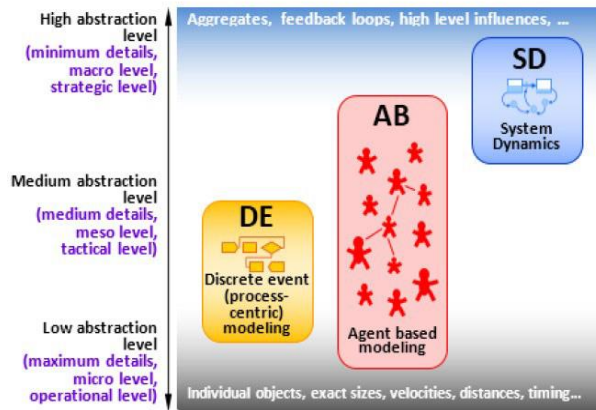 High abstraction
level
(minimum details,
macro level,
strategic level)
Aggregates, feedback loops, high level influences, ...
SD
System
Dynamics
AB
Medium abstraction
level
(medium details,
meso level,
tactical level)
DE
Discrete event
(process-
centric)
modeling
Agent based
modeling
Low abstraction
level
(maximum details,
micro level,
operational level)
Individual objects, exact sizes, velocities, distances, timing...